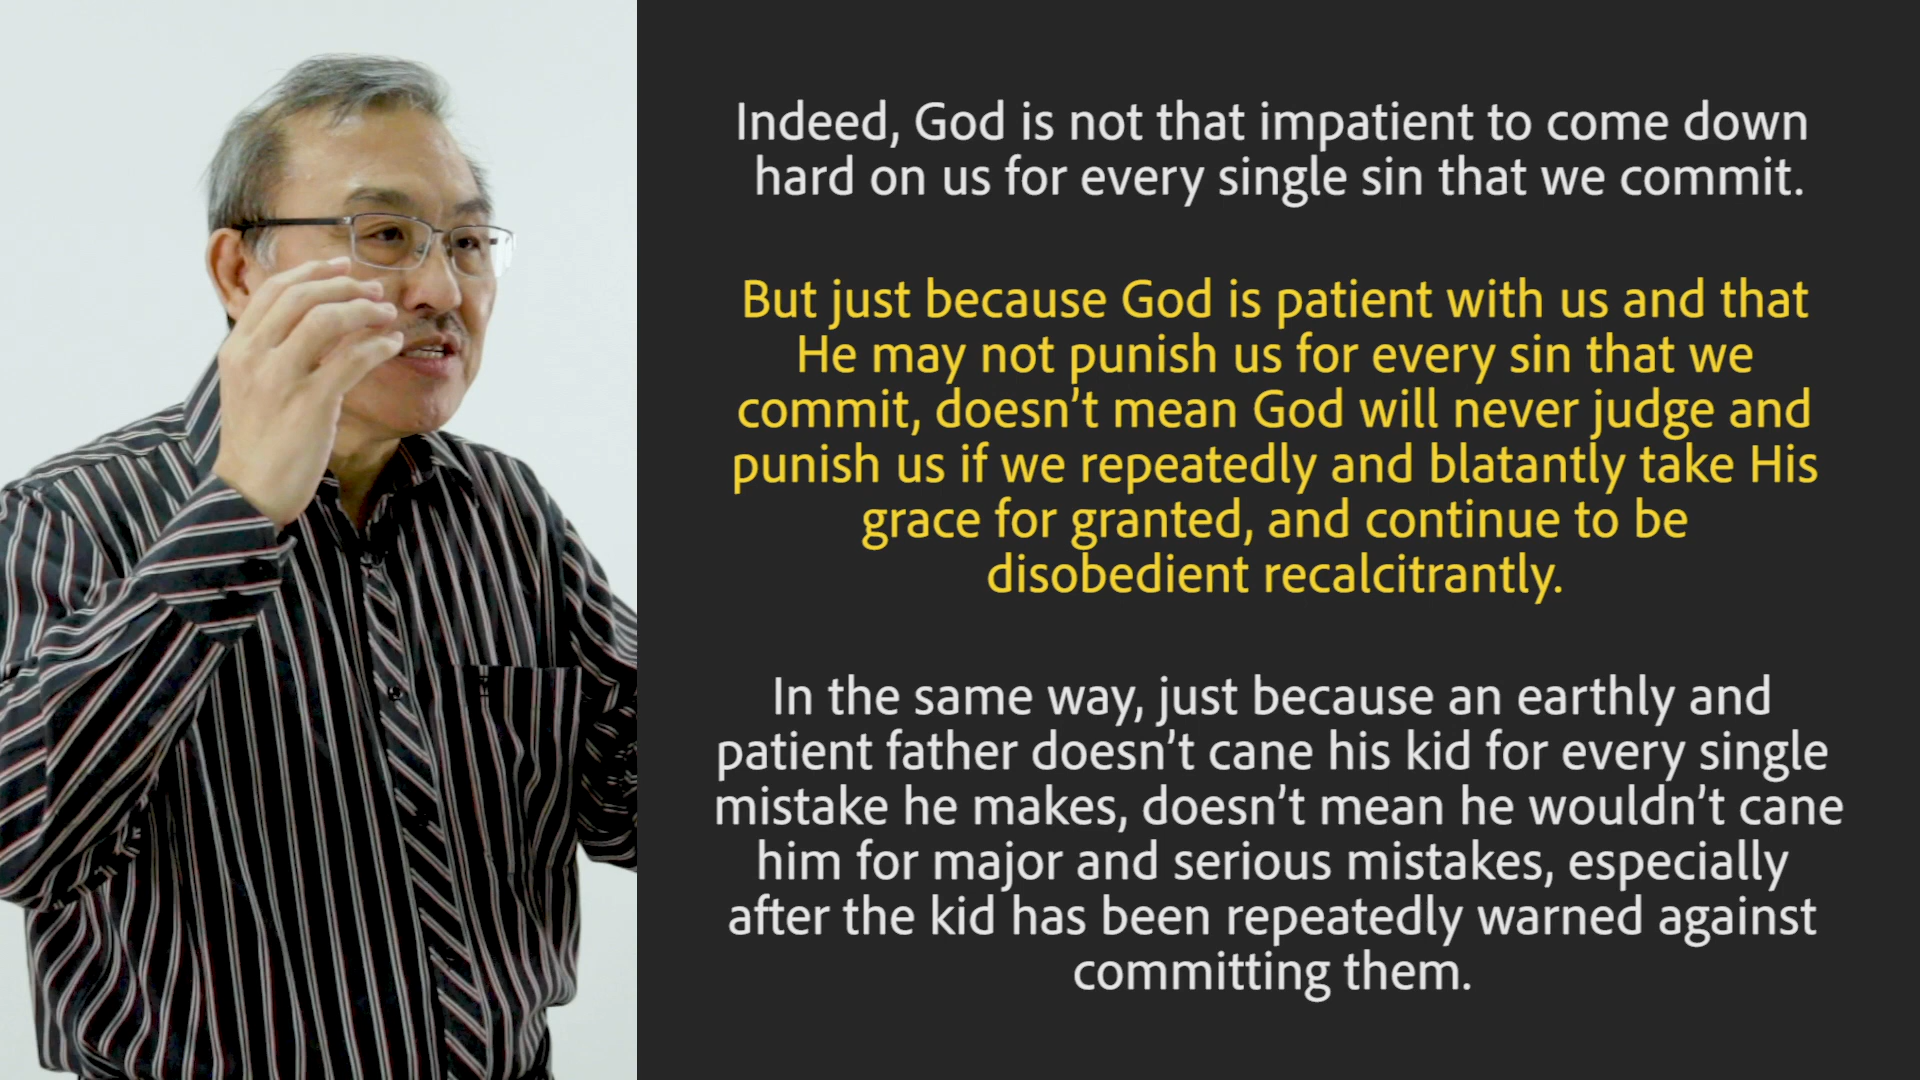 Indeed, God is not that impatient to come down
hard on us for every single sin that we commit.
But just because God is patient with us and that
He may not punish us for every sin that we
commit, doesn’t mean God will never judge and
punish us if we repeatedly and blatantly take His
grace for granted, and continue to be
disobedient recalcitrantly.
In the same way, just because an earthly and
patient father doesn’t cane his kid for every single
mistake he makes, doesn’t mean he wouldn’t cane
him for major and serious mistakes, especially
after the kid has been repeatedly warned against
committing them.